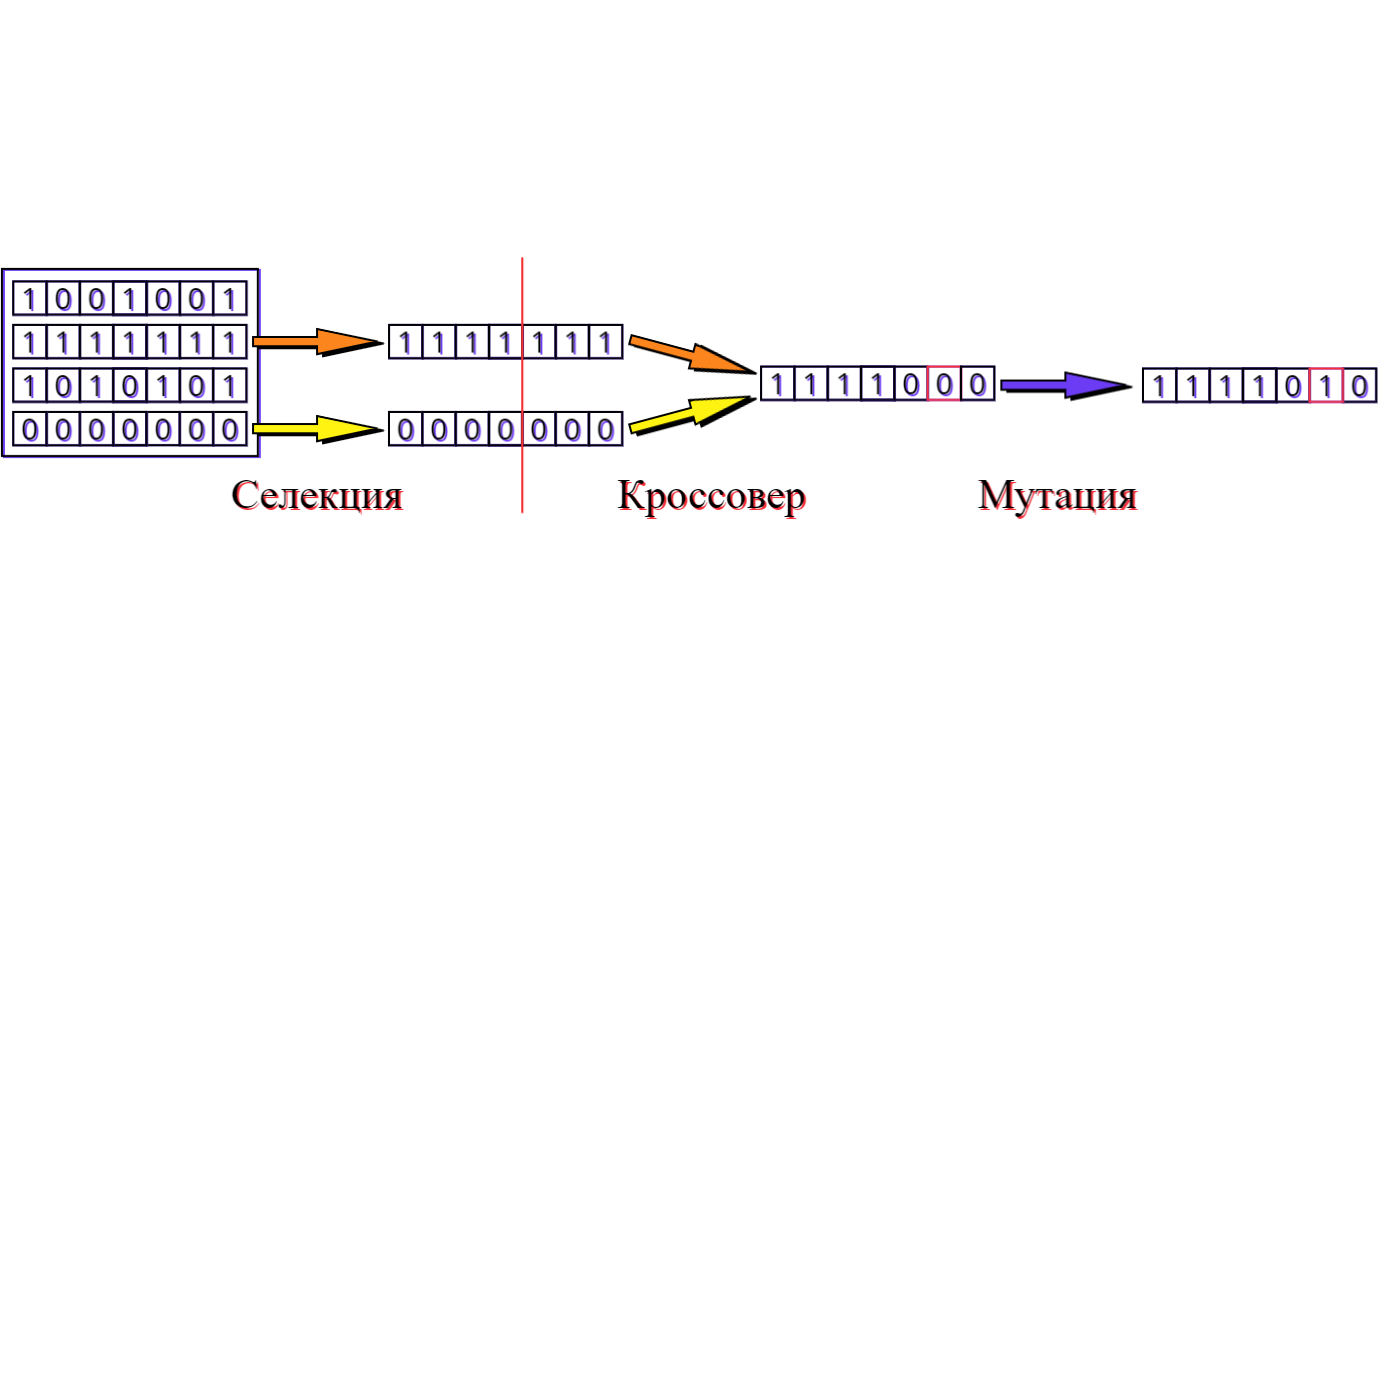 1 0 0 1 0 0 1
1 1 1 1 1 1 1
1 0 1 0 1 0 1
0 0 0 0 0 0 0
1 1 1 1 1 1 1
0 0 0 0 0 0 0
1 1 1 1 0 0 0
1 1 1 1 0 1 0
Селекция
Кроссовер
Мутация